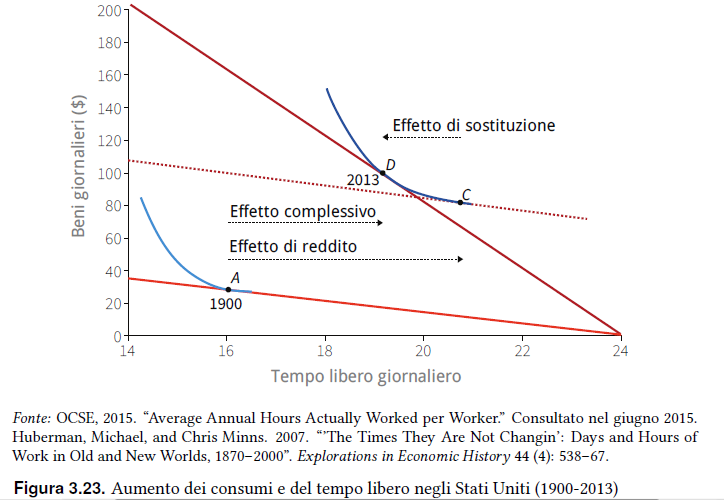 200
180
160
140
120
100
80
60
40
20
0
Beni giornalieri ($)
Effetto di sostituzione
D
2013
C
Effetto complessivo
Effetto di reddito
A
1900
14 16 18 20 22 24
Tempo libero giornaliero
Fonte: OCSE, 2015. “Average Annual Hours Actually Worked per Worker.” Consultato nel giugno 2015.
Huberman, Michael, and Chris Minns. 2007. “'The Times They Are Not Changin’: Days and Hours of
Work in Old and New Worlds, 1870–2000”. Explorations in Economic History 44 (4): 538–67.
Figura 3.23. Aumento dei consumi e del tempo libero negli Stati Uniti (1900-2013)